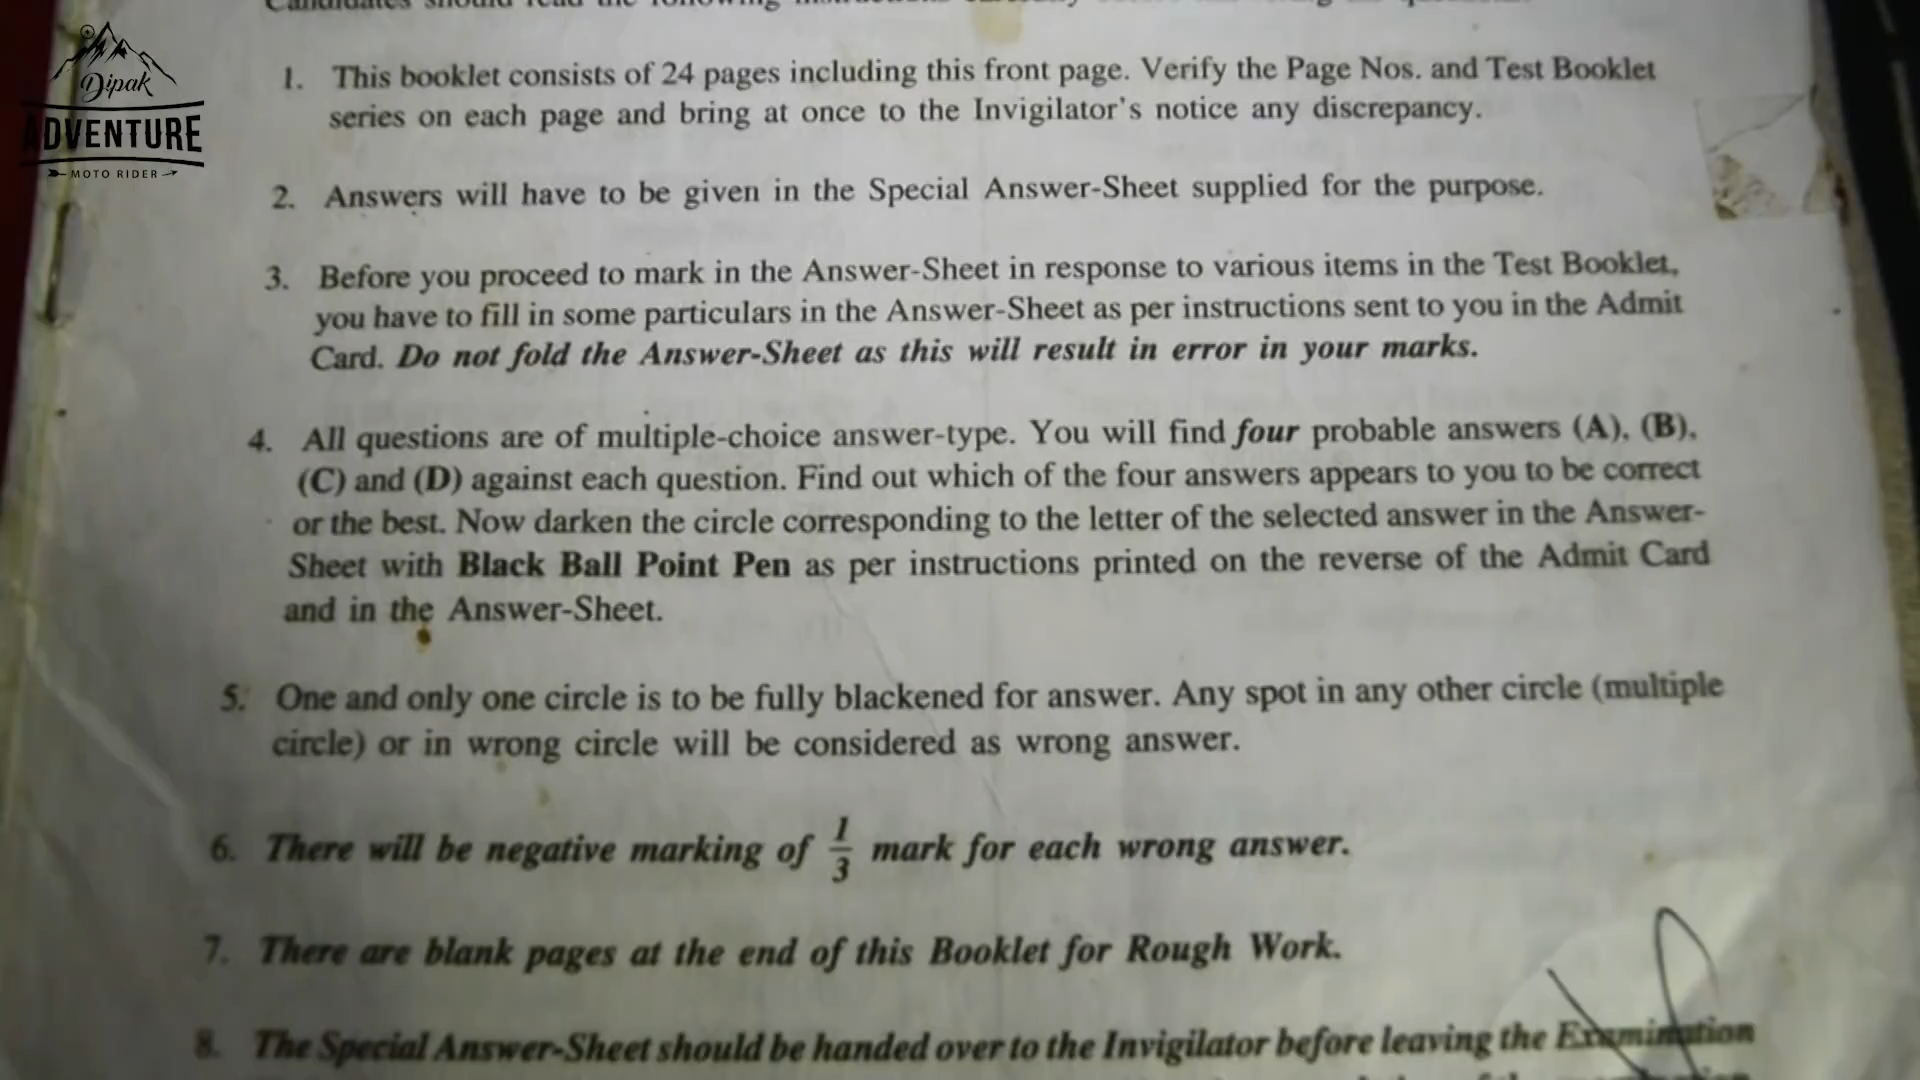 Dipak
ADVENTURE
MOTO RIDER
Candidates should read the following instructions
1. This booklet consists of 24 pages including this front page. Verify the Page Nos. and Test Booklet
series on each page and bring at once to the Invigilator's notice any discrepancy.
2. Answers will have to be given in the Special Answer-Sheet supplied for the purpose.
3. Before you proceed to mark in the Answer-Sheet in response to various items in the Test Booklet,
you have to fill in some particulars in the Answer-Sheet as per instructions sent to you in the Admit
Card. Do not fold the Answer-Sheet as this will result in error in your marks.
4. All questions are of multiple-choice answer-type. You will find four probable answers (A), (B),
(C) and (D) against each question. Find out which of the four answers appears to you to be correct
or the best. Now darken the circle corresponding to the letter of the selected answer in the Answer-
Sheet with Black Ball Point Pen as per instructions printed on the reverse of the Admit Card
and in the Answer-Sheet.
5. One and only one circle is to be fully blackened for answer. Any spot in any other circle (multiple
circle) or in wrong circle will be considered as wrong answer.
6. There will be negative marking of 1/3 mark for each wrong answer.
7. There are blank pages at the end of this Booklet for Rough Work.
8. The Special Answer-Sheet should be handed over to the Invigilator before leaving the Examination